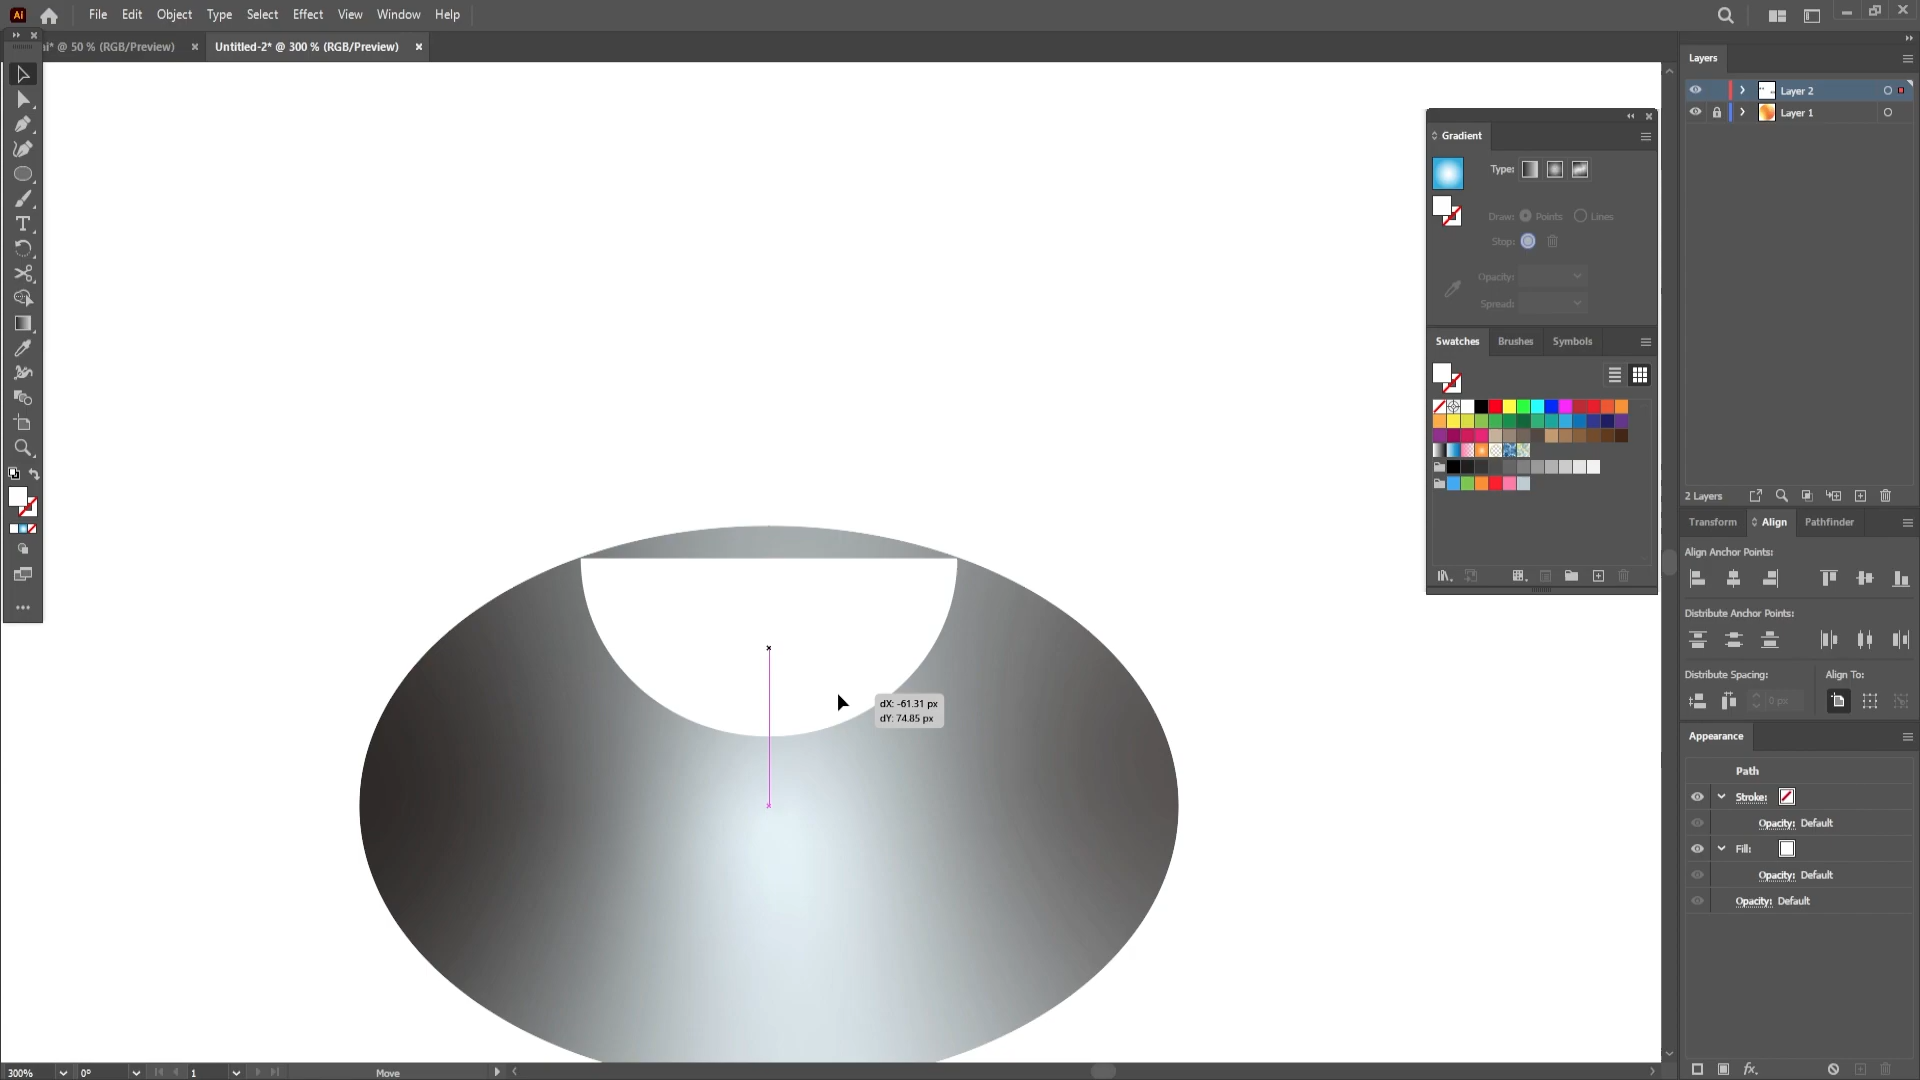 Ai File Edit Object Type Select Effect View Window Help
ai* @ 50 % (RGB/Preview) × Untitled-2* @ 300 % (RGB/Preview) ×
Layers
Layer 2
Layer 1
2 Layers
Gradient
Type:
Draw: Points Lines
Stop:
Opacity:
Spread:
Swatches Brushes Symbols
Transform Align Pathfinder
Align Anchor Points:
Distribute Anchor Points:
Distribute Spacing: Align To:
0 px
Appearance
Path
Stroke:
Opacity: Default
Fill:
Opacity: Default
Opacity: Default
dX: -61.31 px
dY: 74.85 px
300% 0° 1 Move